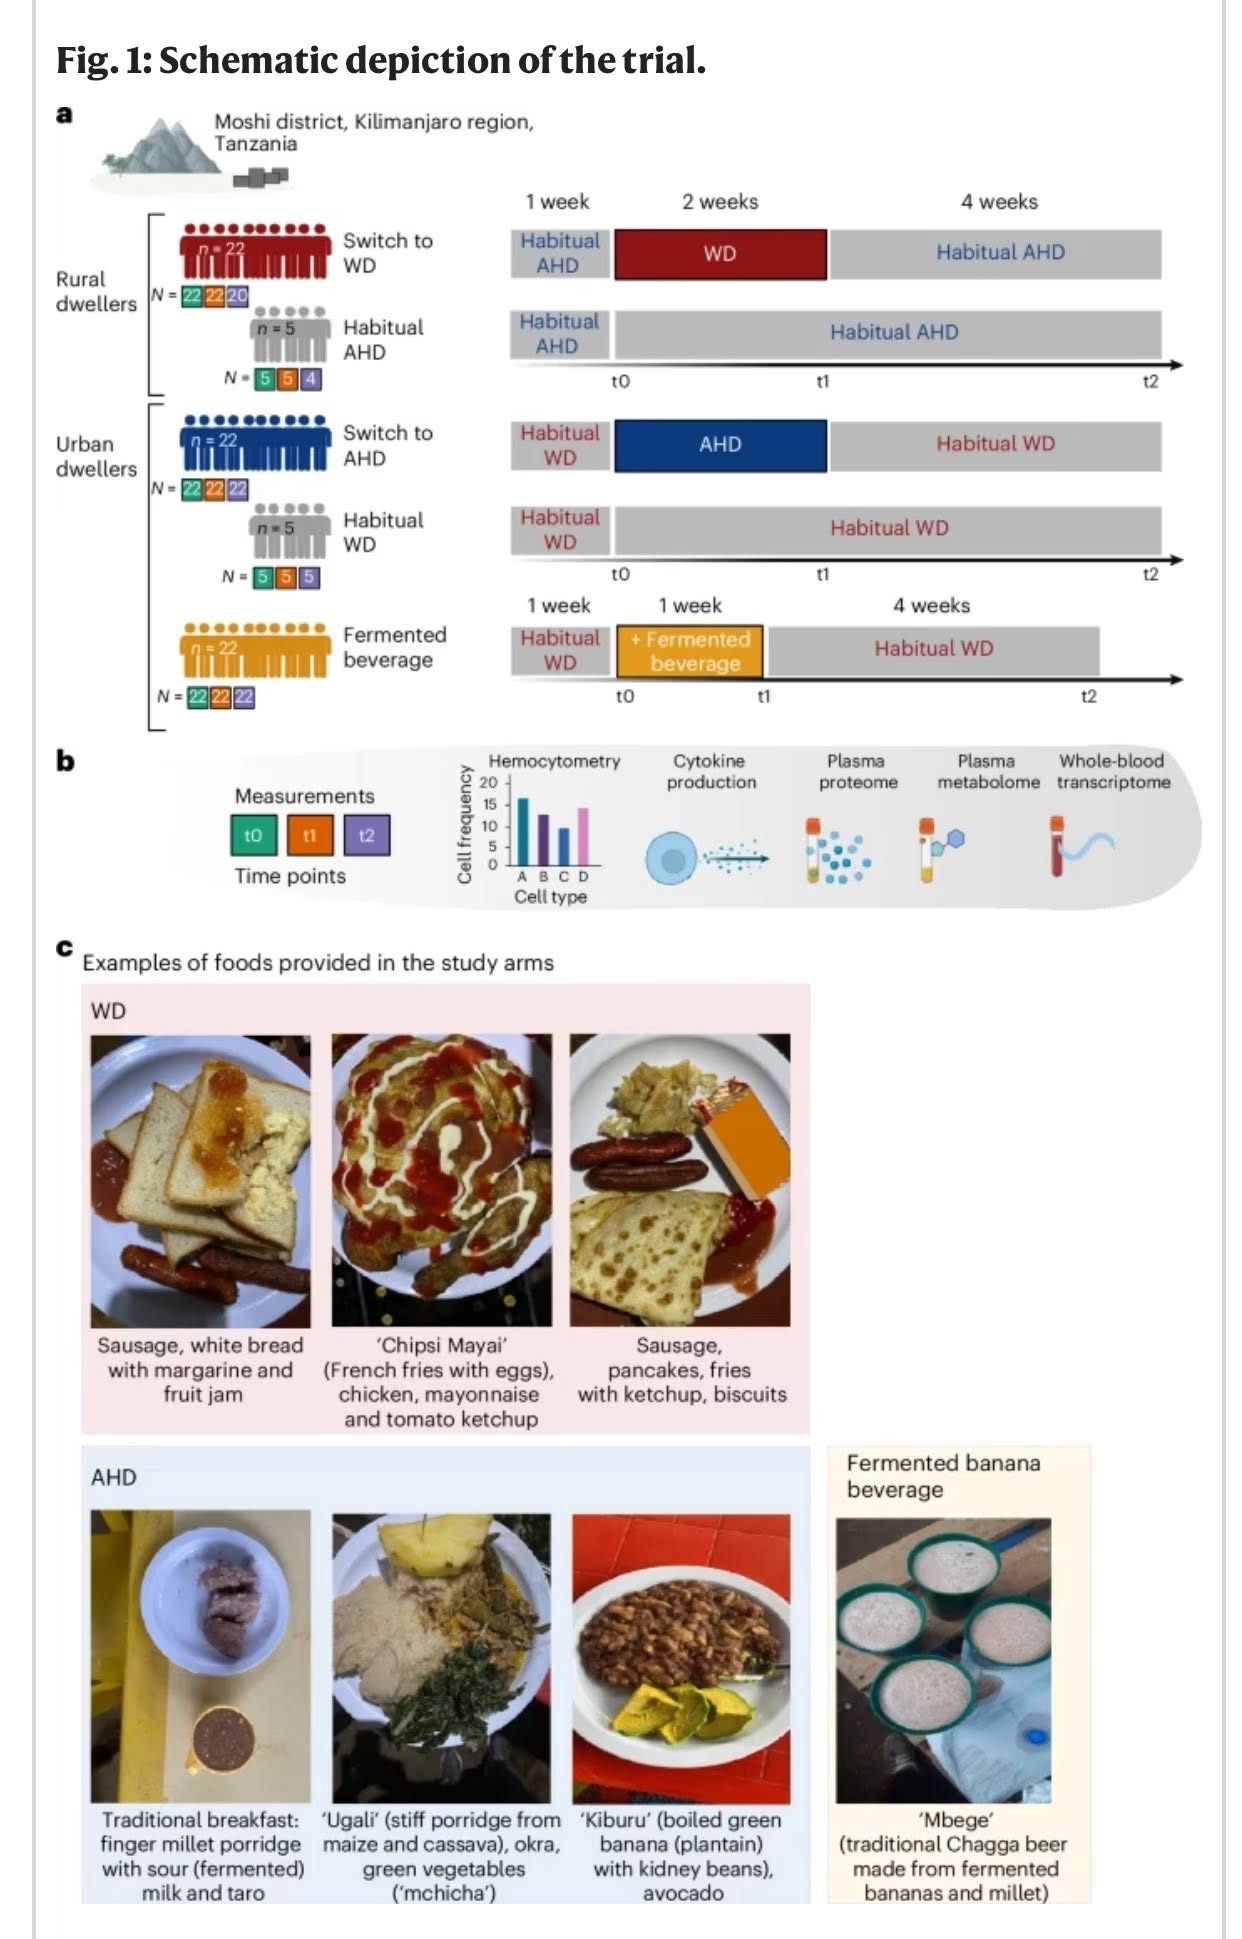 Fig. 1: Schematic depiction of the trial.
a
Moshi district, Kilimanjaro region,
Tanzania
1 week
2 weeks
4 weeks
Rural
dwellers
n = 22
Switch to
WD
Habitual
AHD
WD
Habitual AHD
N = 22 22 20
n = 5
Habitual
AHD
Habitual
AHD
Habitual AHD
N = 5 5 4
t0
t1
t2
Urban
dwellers
n = 22
Switch to
AHD
Habitual
WD
AHD
Habitual WD
N = 22 22 22
n = 5
Habitual
WD
Habitual
WD
Habitual WD
N = 5 5 5
t0
t1
t2
1 week
1 week
4 weeks
n = 22
Fermented
beverage
Habitual
WD
+ Fermented
beverage
Habitual WD
N = 22 22 22
t0
t1
t2
b
Measurements
t0
t1
t2
Time points
Hemocytometry
Cell frequency
20
15
10
5
0
A B C D
Cell type
Cytokine
production
Plasma
proteome
Plasma
metabolome
Whole-blood
transcriptome
c
Examples of foods provided in the study arms
WD
Sausage, white bread
with margarine and
fruit jam
‘Chipsi Mayai’
(French fries with eggs),
chicken, mayonnaise
and tomato ketchup
Sausage,
pancakes, fries
with ketchup, biscuits
AHD
Traditional breakfast:
finger millet porridge
with sour (fermented)
milk and taro
‘Ugali’ (stiff porridge from
maize and cassava), okra,
green vegetables
(‘mchicha’)
‘Kiburu’ (boiled green
banana (plantain)
with kidney beans),
avocado
Fermented banana
beverage
‘Mbege’
(traditional Chagga beer
made from fermented
bananas and millet)